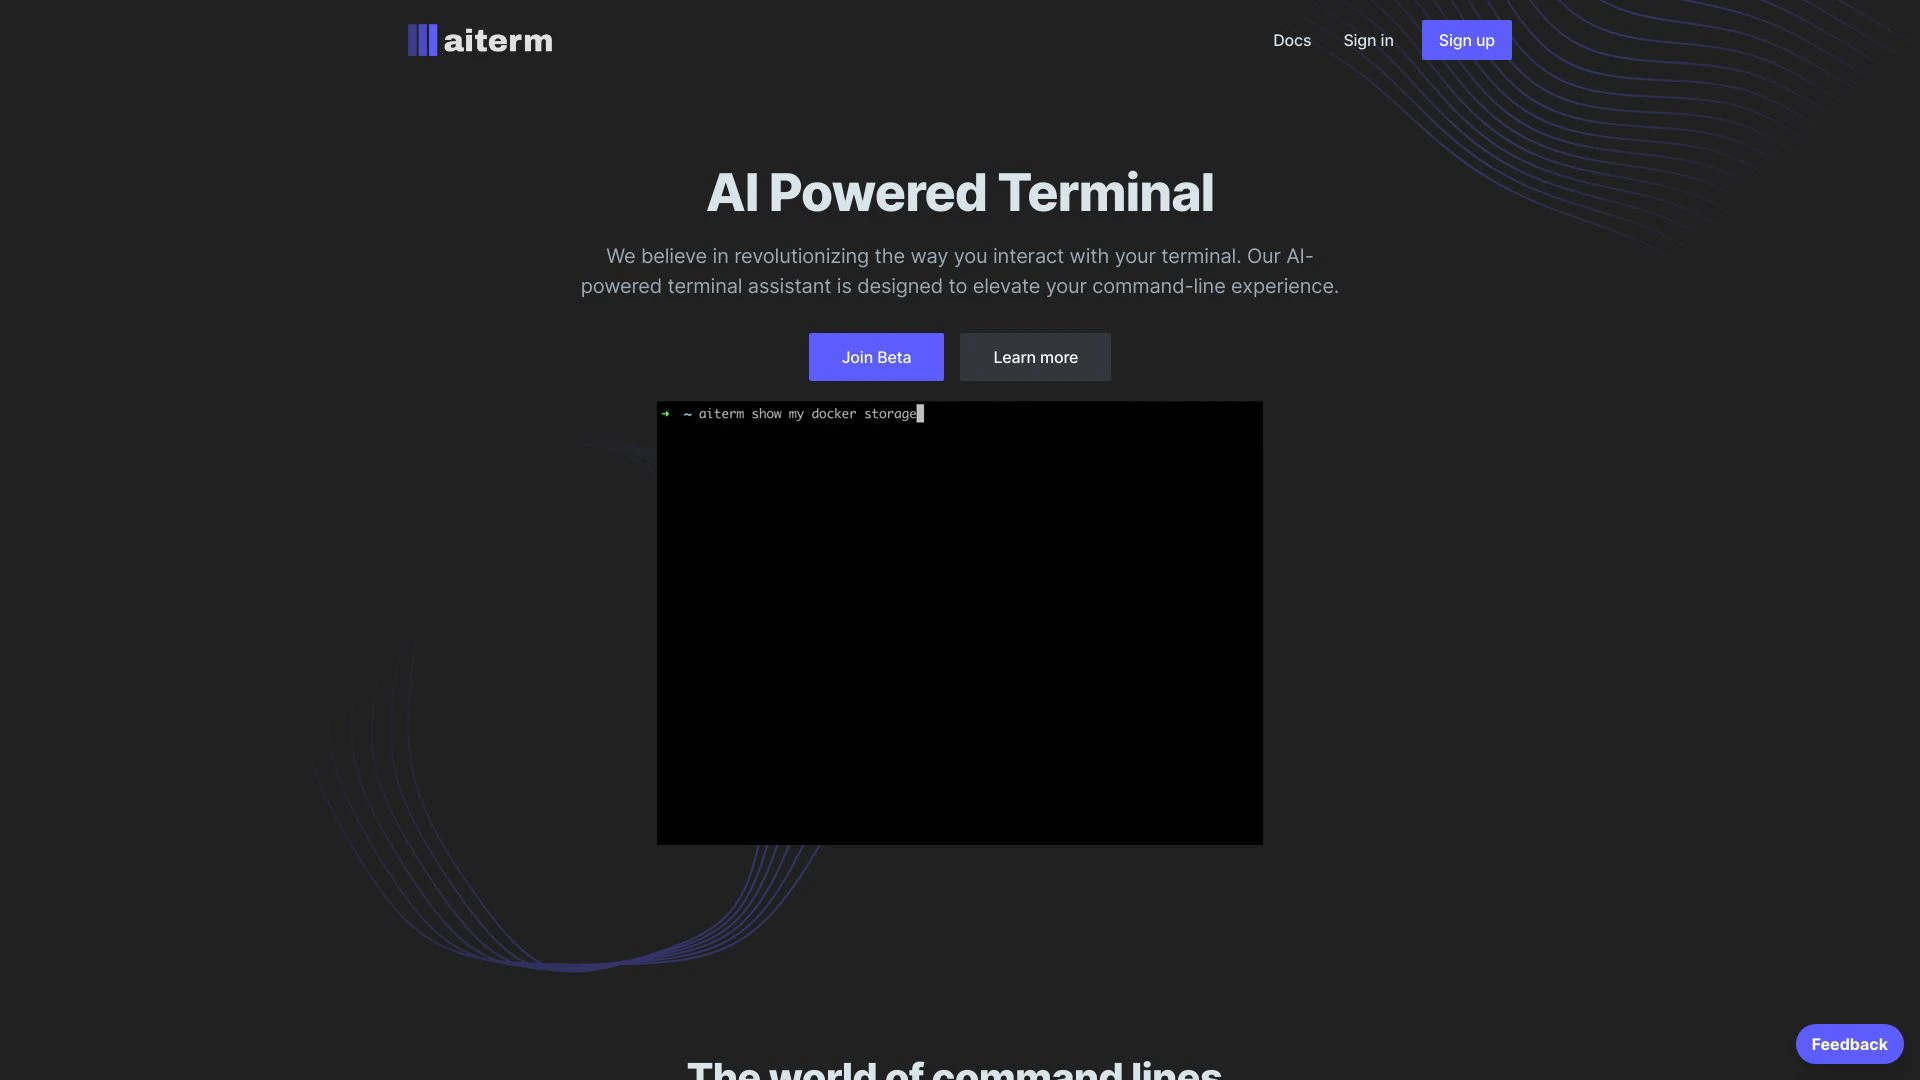 aiterm
Docs
Sign in
Sign up
AI Powered Terminal
We believe in revolutionizing the way you interact with your terminal. Our AI-
powered terminal assistant is designed to elevate your command-line experience.
Join Beta
Learn more
➜ ~ aiterm show my docker storage
The world of command lines
Feedback